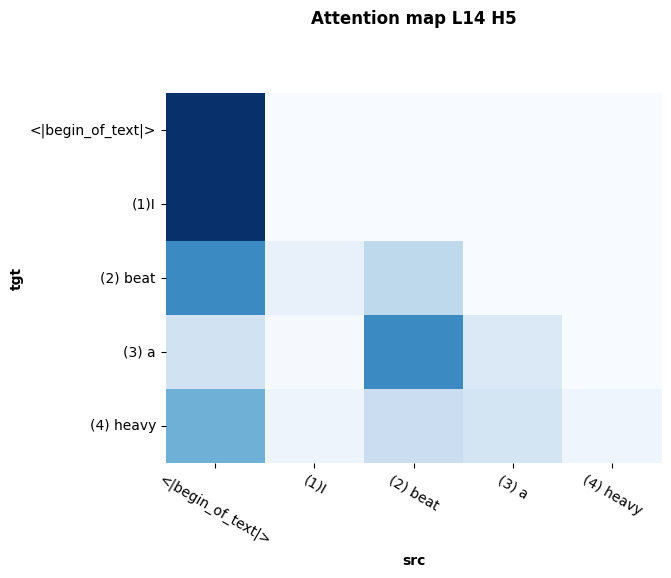 Attention map L14 H5
<|begin_of_text|>
(1)I
(2) beat
(3) a
(4) heavy
tgt
<|begin_of_text|>
(1)I
(2) beat
(3) a
(4) heavy
src